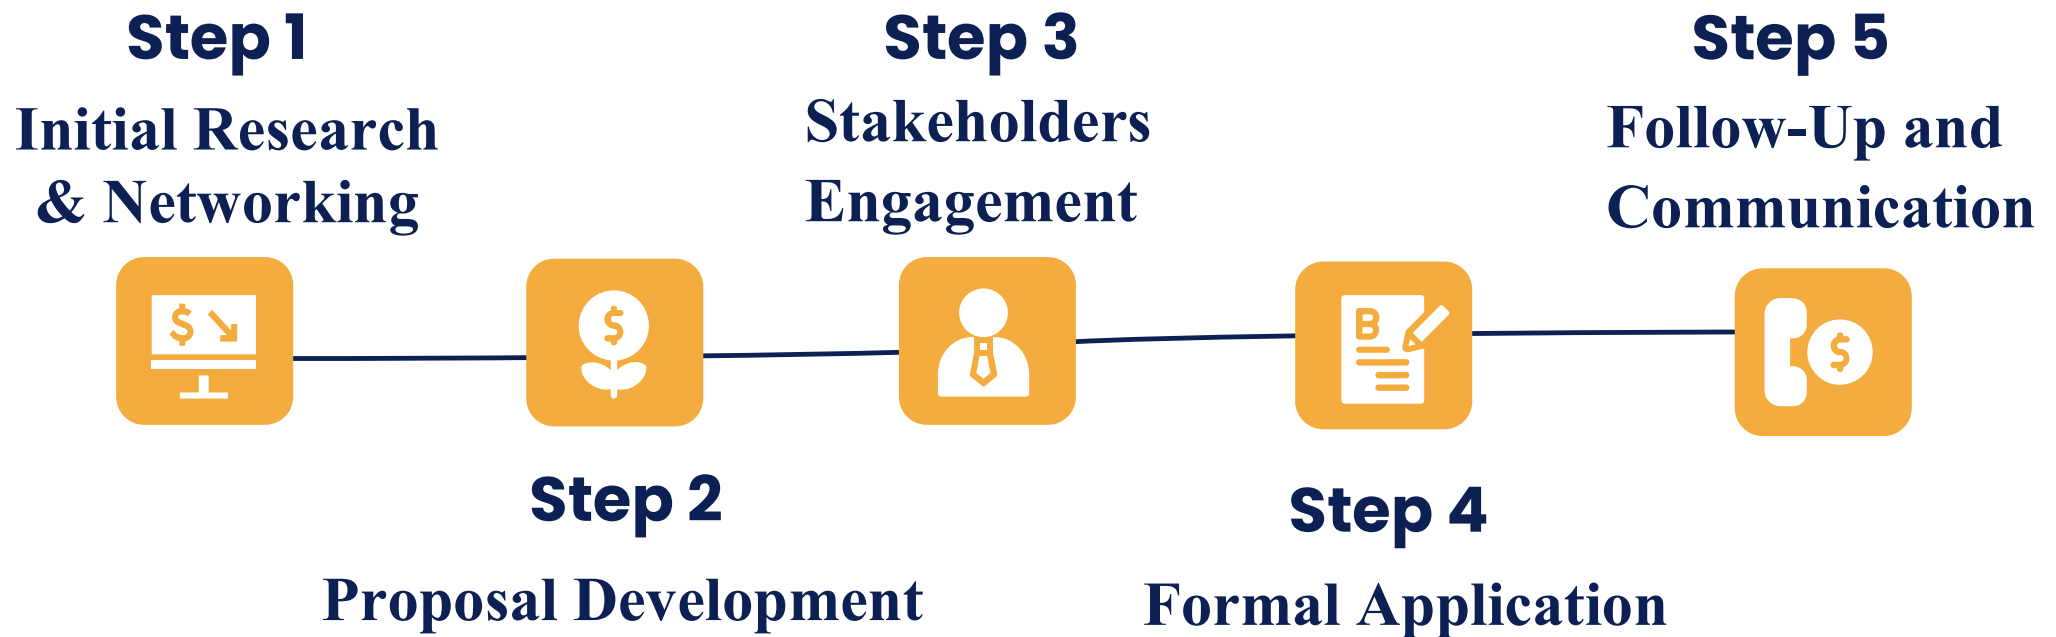 Step 1
Initial Research
& Networking
Step 2
Proposal Development
Step 3
Stakeholders
Engagement
Step 4
Formal Application
Step 5
Follow-Up and
Communication
$
$
B
$